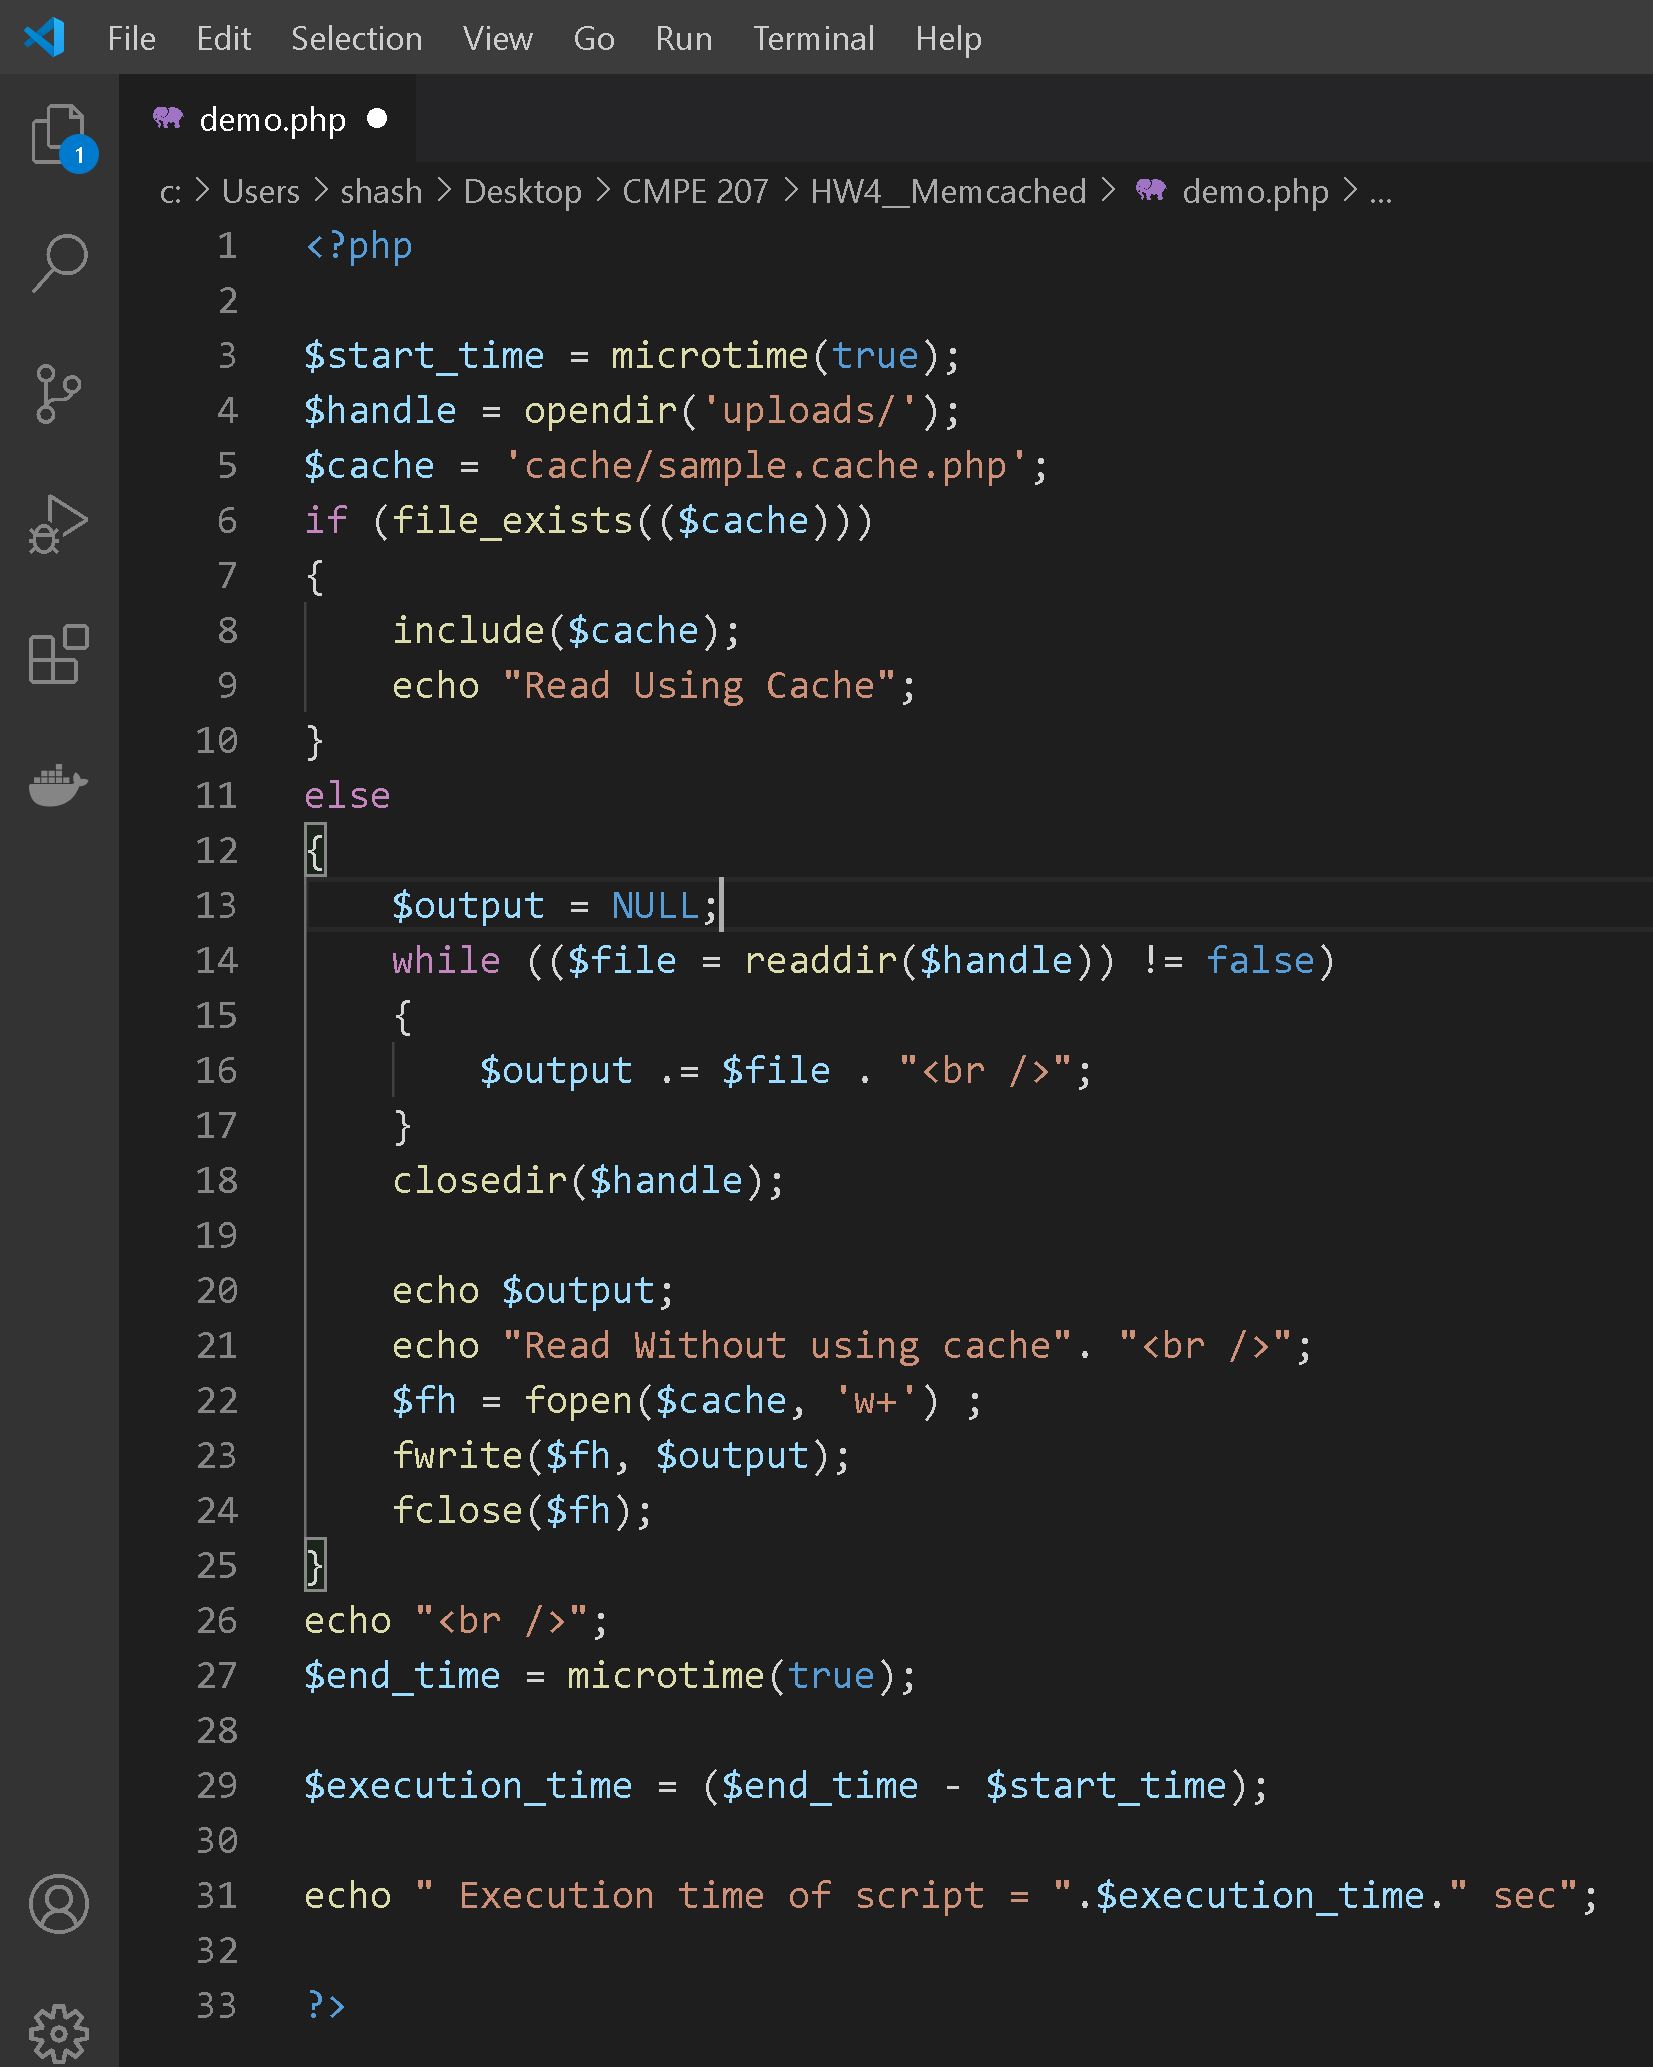 File Edit Selection View Go Run Terminal Help
demo.php
1
c: > Users > shash > Desktop > CMPE 207 > HW4__Memcached > demo.php > ...
1 <?php
2
3 $start_time = microtime(true);
4 $handle = opendir('uploads/');
5 $cache = 'cache/sample.cache.php';
6 if (file_exists(($cache)))
7 {
8     include($cache);
9     echo "Read Using Cache";
10 }
11 else
12 {
13     $output = NULL;
14     while (($file = readdir($handle)) != false)
15     {
16         $output .= $file . "<br />";
17     }
18     closedir($handle);
19
20     echo $output;
21     echo "Read Without using cache". "<br />";
22     $fh = fopen($cache, 'w+') ;
23     fwrite($fh, $output);
24     fclose($fh);
25 }
26 echo "<br />";
27 $end_time = microtime(true);
28
29 $execution_time = ($end_time - $start_time);
30
31 echo " Execution time of script = ".$execution_time." sec";
32
33 ?>